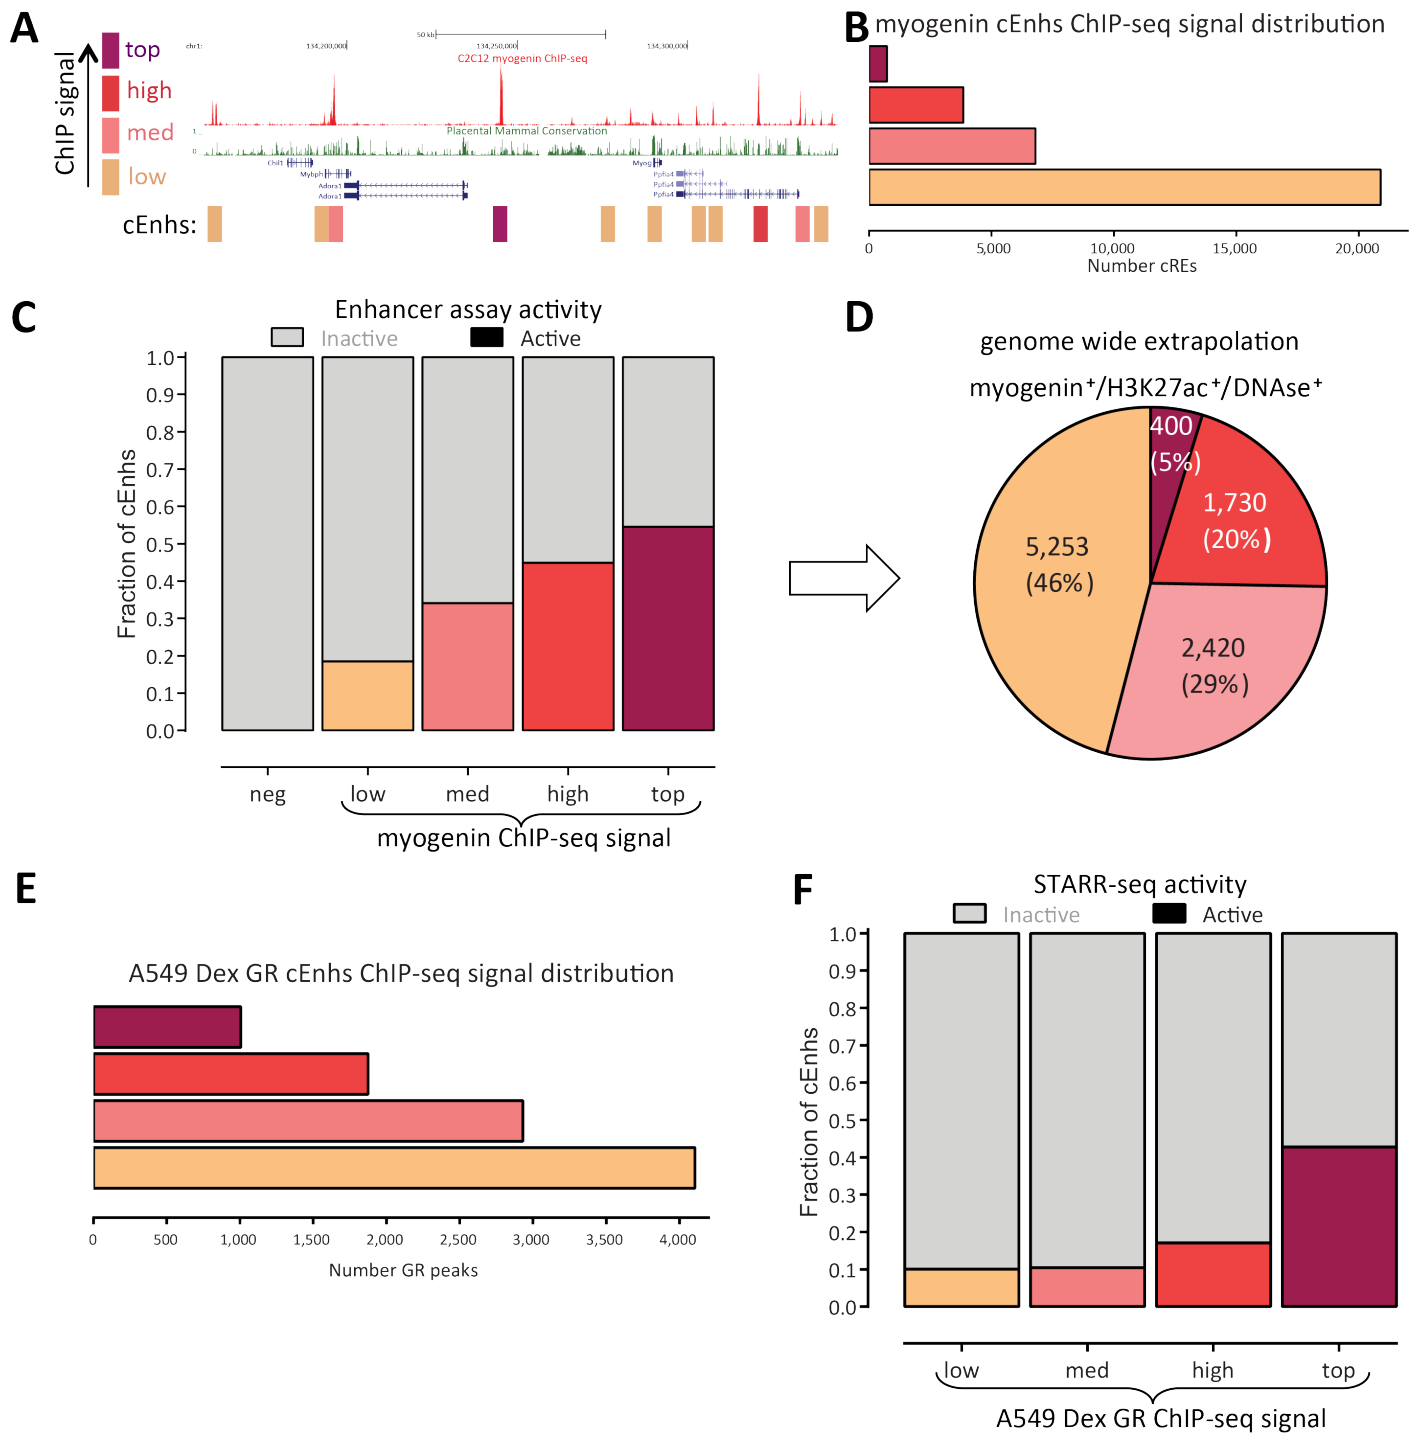 A
ChIP signal
top
high
med
low
chr1:
134,200,000
50 kb
134,250,000
134,300,000
C2C12 myogenin ChIP-seq
1
Placental Mammal Conservation
0
Chil1
Mybph
Adora1
Adora1
Myog
Ppfia4
Ppfia4
Ppfia4
cEnhs:
B
myogenin cEnhs ChIP-seq signal distribution
0
5,000
10,000
15,000
20,000
Number cREs
C
Enhancer assay activity
Inactive
Active
Fraction of cEnhs
1.0
0.9
0.8
0.7
0.6
0.5
0.4
0.3
0.2
0.1
0.0
neg
low
med
high
top
myogenin ChIP-seq signal
D
genome wide extrapolation
myogenin⁺/H3K27ac⁺/DNAse⁺
400
(5%)
1,730
(20%)
5,253
(46%)
2,420
(29%)
E
A549 Dex GR cEnhs ChIP-seq signal distribution
0
500
1,000
1,500
2,000
2,500
3,000
3,500
4,000
Number GR peaks
F
STARR-seq activity
Inactive
Active
Fraction of cEnhs
1.0
0.9
0.8
0.7
0.6
0.5
0.4
0.3
0.2
0.1
0.0
low
med
high
top
A549 Dex GR ChIP-seq signal